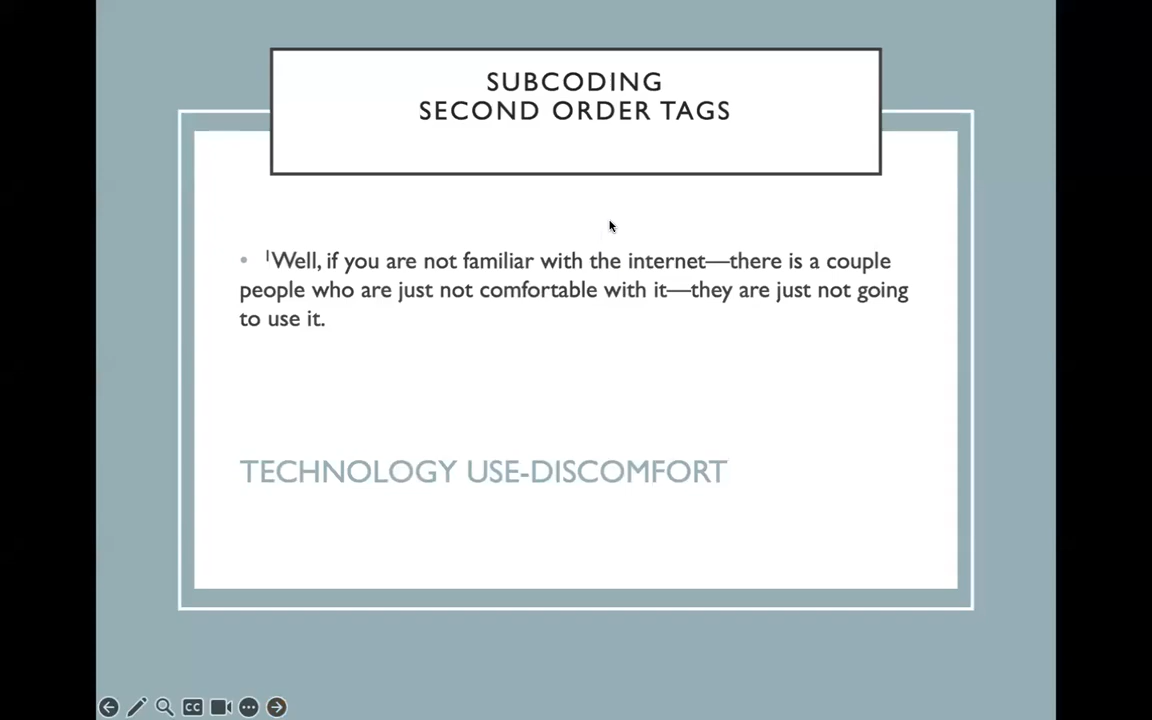 SUBCODING
SECOND ORDER TAGS
• ¹Well, if you are not familiar with the internet—there is a couple
people who are just not comfortable with it—they are just not going
to use it.
TECHNOLOGY USE-DISCOMFORT
CC